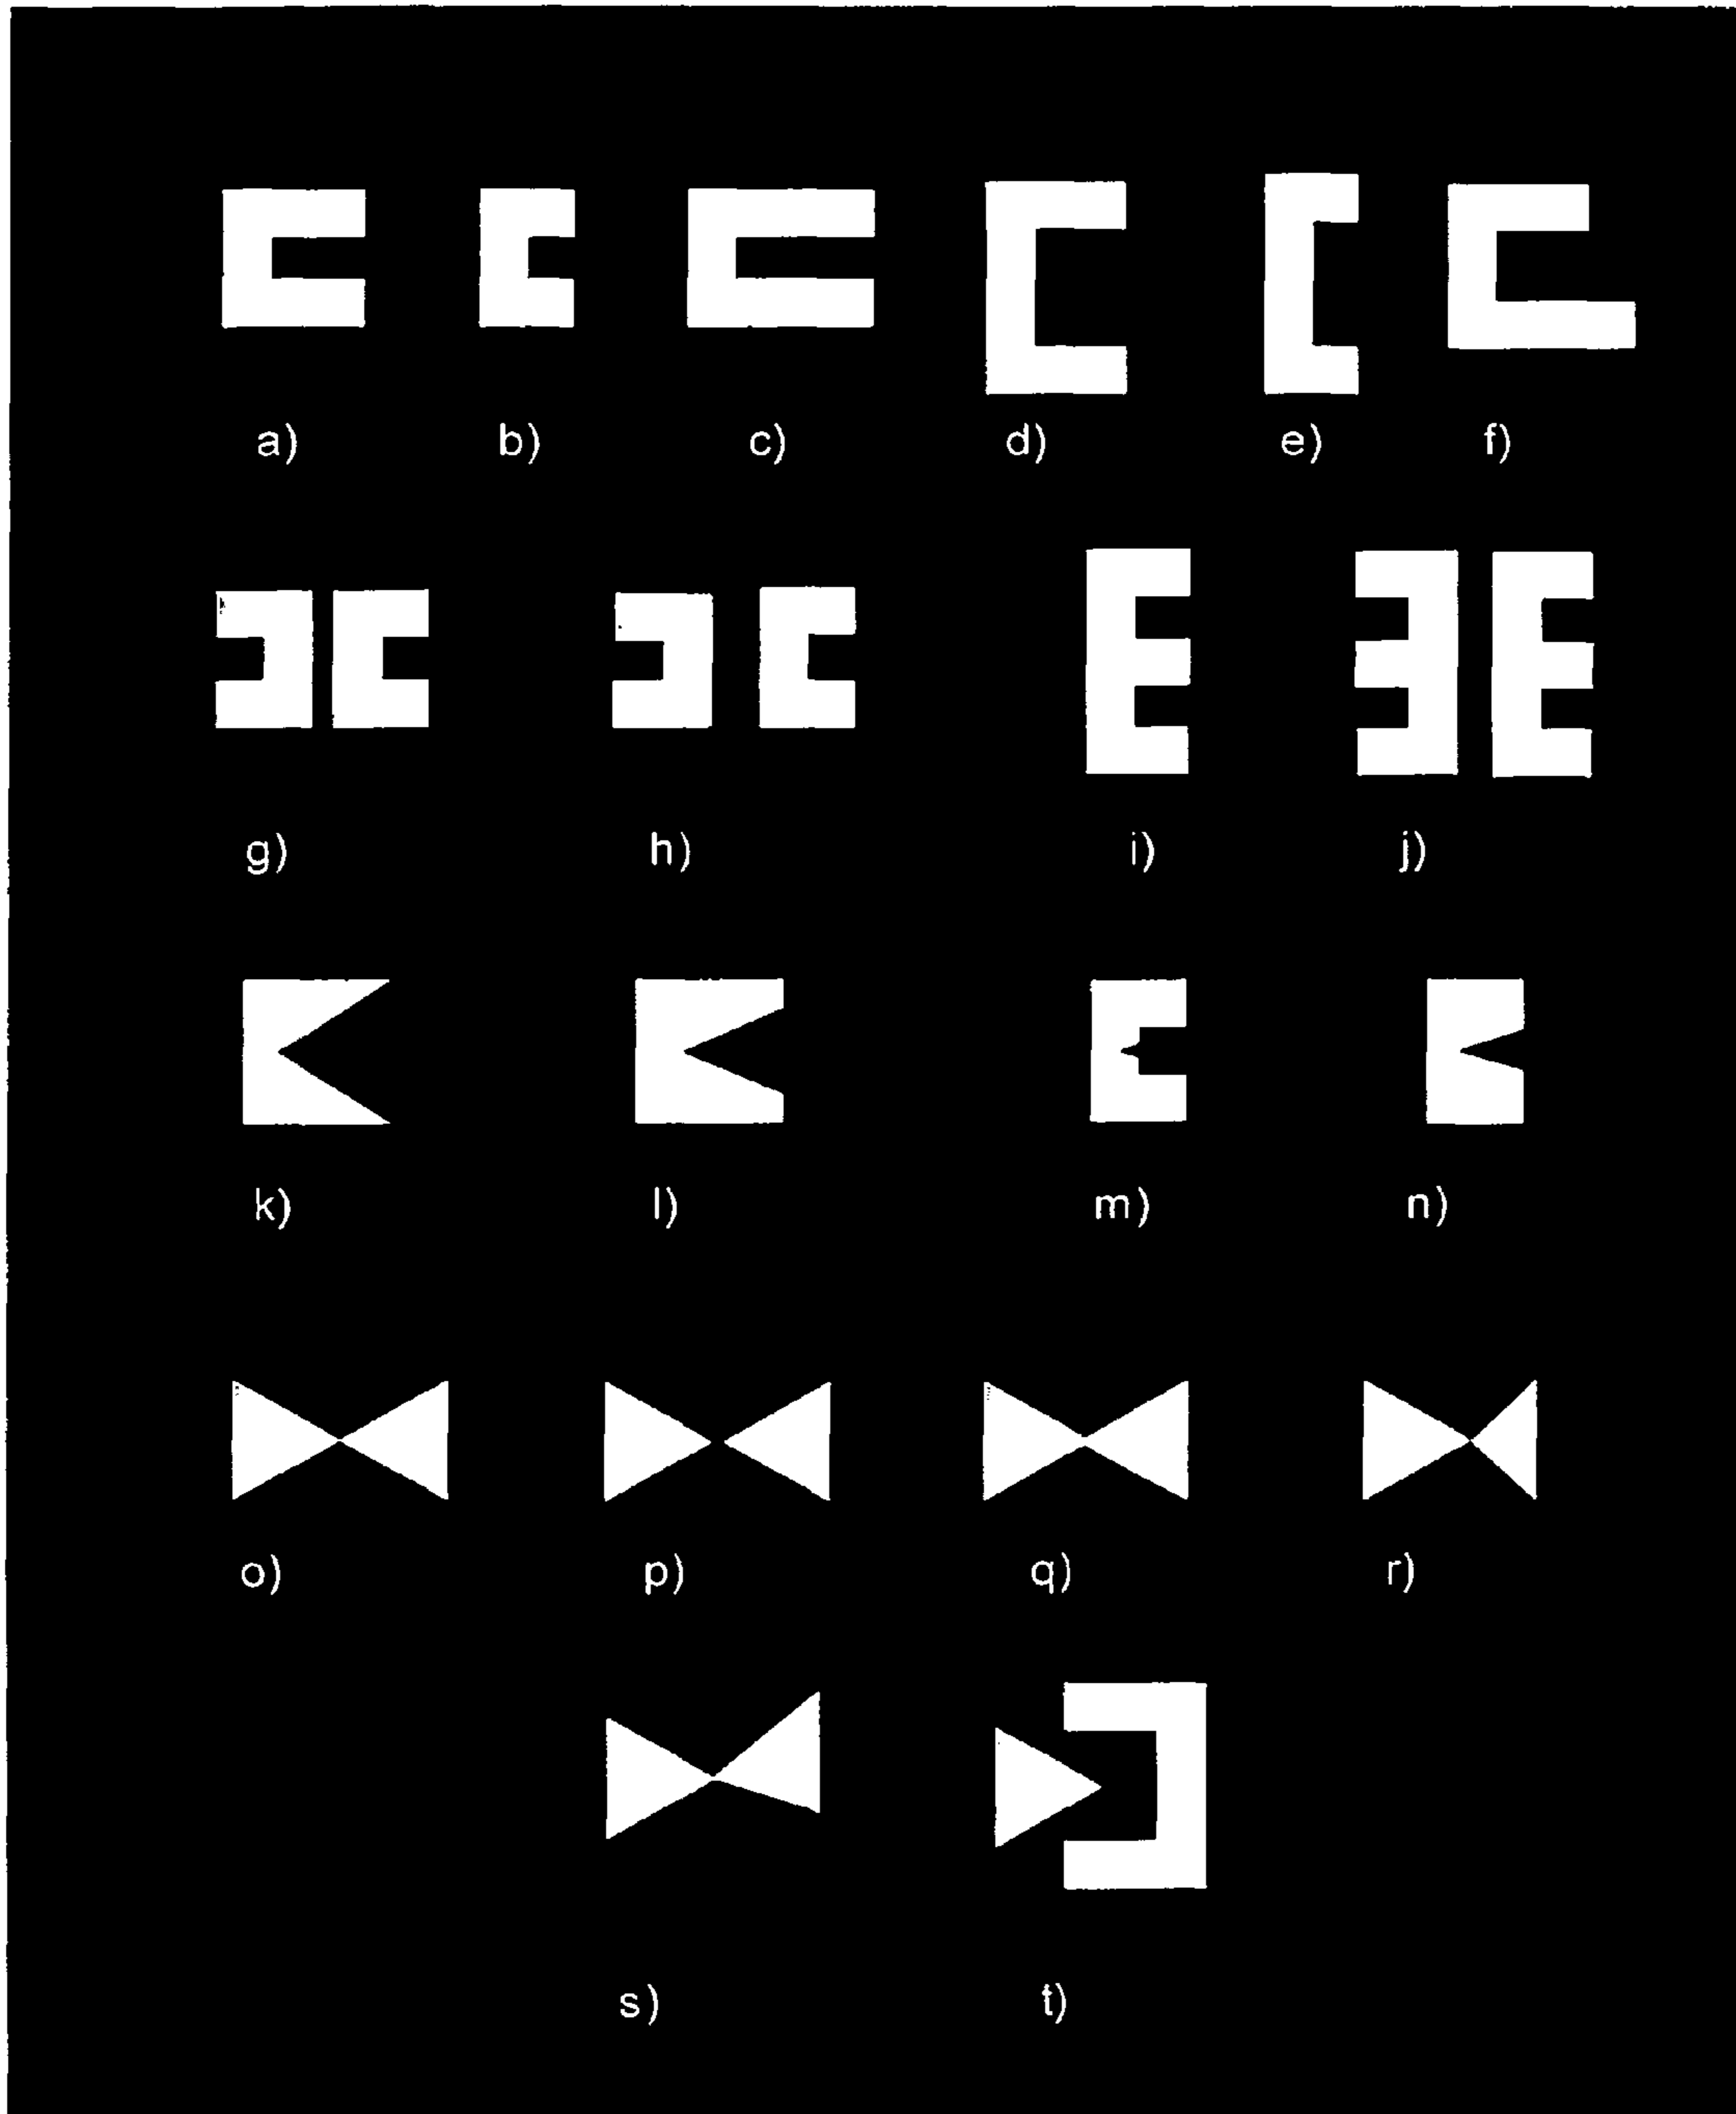 a) b) c) d) e) f)
g) h) i) j)
k) l) m) n)
o) p) q) r)
s) t)